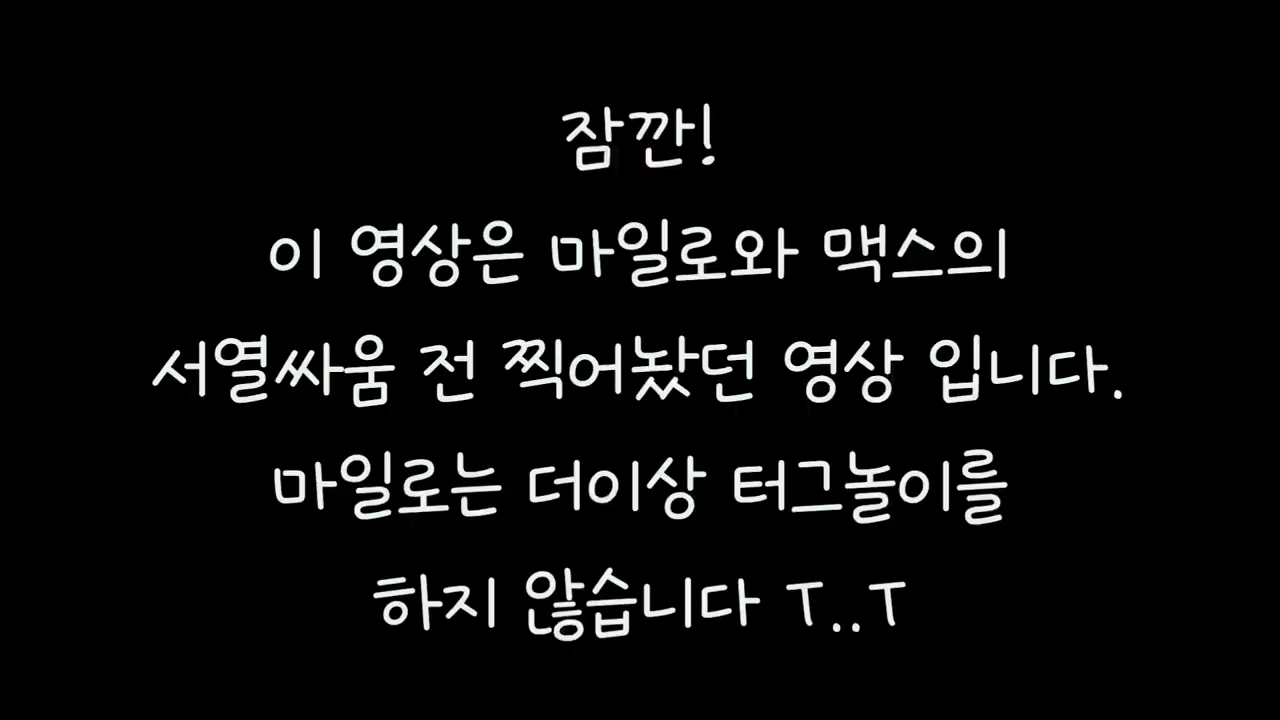 잠깐!
이 영상은 마일로와 맥스의
서열싸움 전 찍어놨던 영상 입니다.
마일로는 더이상 터그놀이를
하지 않습니다 T..T